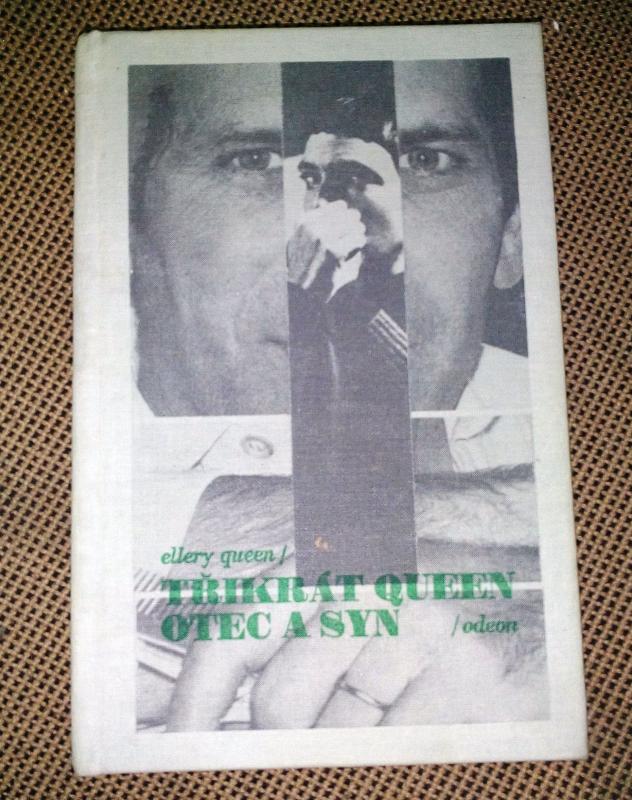 ellery queen/
TŘIKRÁT QUEEN
OTEC A SYN /odeon